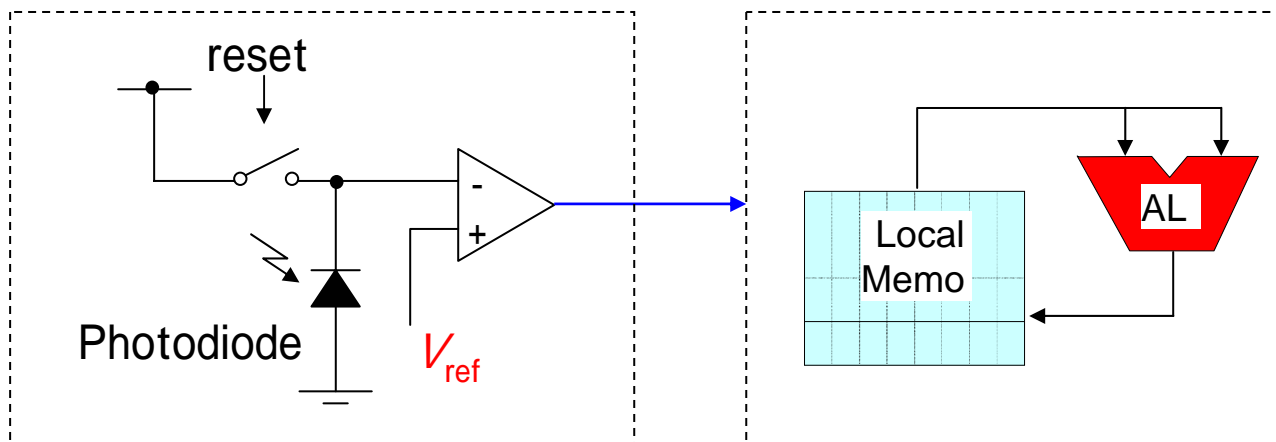 reset
-
+
Photodiode
Vref
Local
Memo
AL